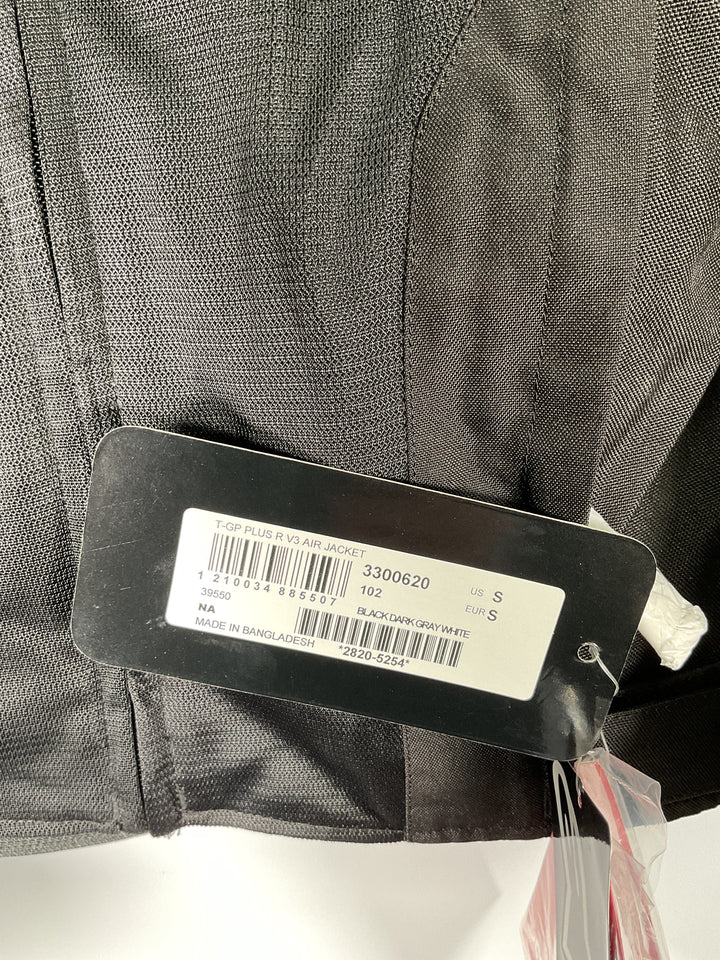 T-GP PLUS R V3 AIR JACKET
1 210034 885507
3300620
102
US S
EUR S
39550
NA
BLACK DARK GRAY WHITE
MADE IN BANGLADESH
*2820-5254*